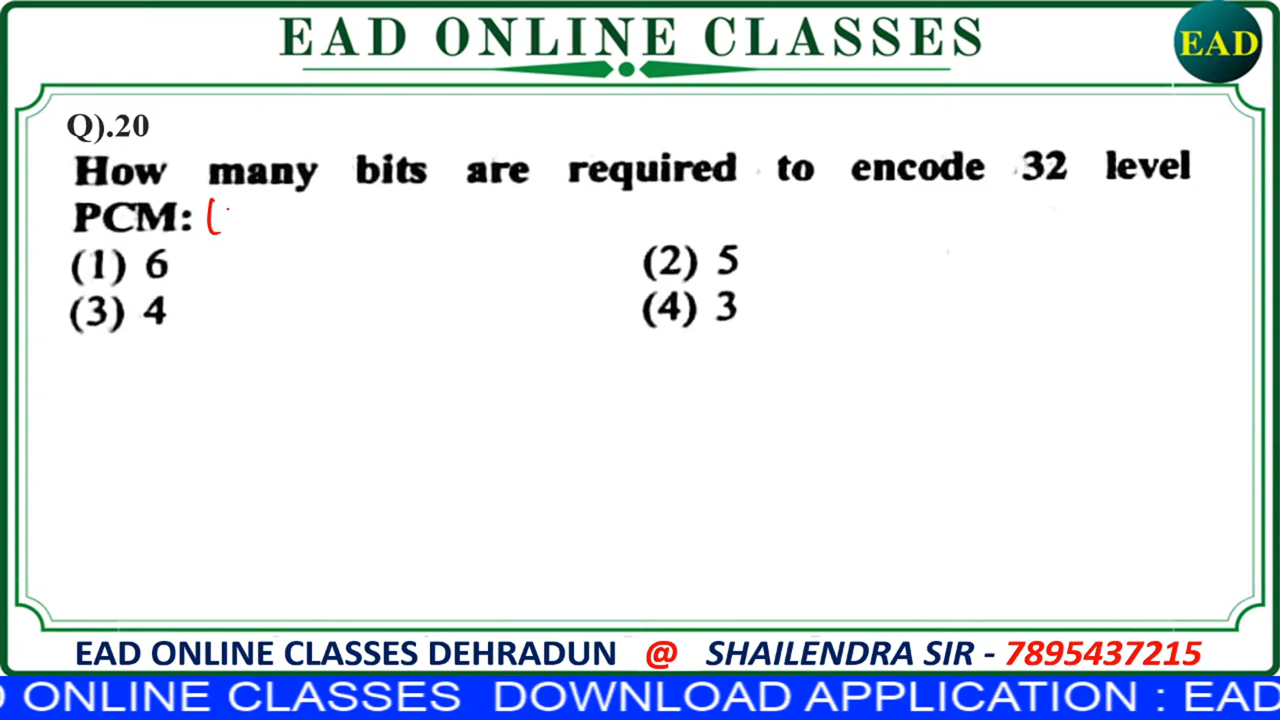 EAD ONLINE CLASSES
EAD
Q).20
How many bits are required to encode 32 level
PCM: (
(1) 6 (2) 5
(3) 4 (4) 3
EAD ONLINE CLASSES DEHRADUN @ SHAILENDRA SIR - 7895437215
D ONLINE CLASSES DOWNLOAD APPLICATION : EAD